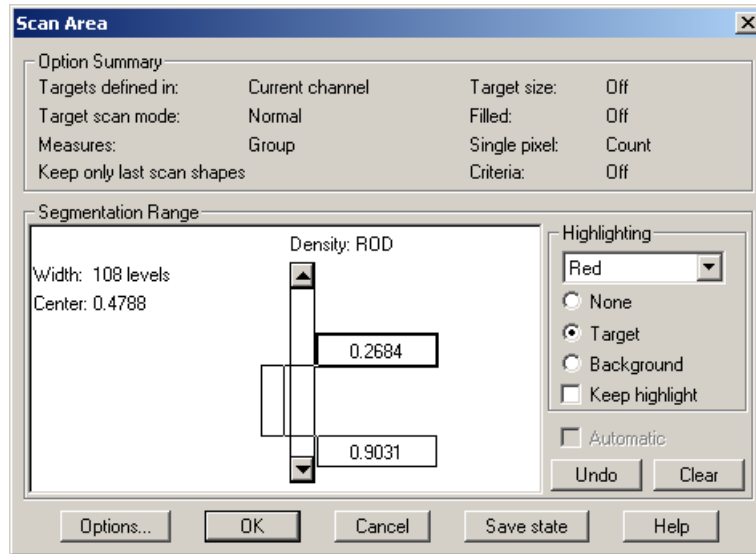 Scan Area
Option Summary
Targets defined in: Current channel Target size: Off
Target scan mode: Normal Filled: Off
Measures: Group Single pixel: Count
Keep only last scan shapes Criteria: Off
Segmentation Range
Density: ROD
Width: 108 levels
Center: 0.4788
0.2684
0.9031
Highlighting
Red
None
Target
Background
Keep highlight
Automatic
Undo Clear
Options... OK Cancel Save state Help